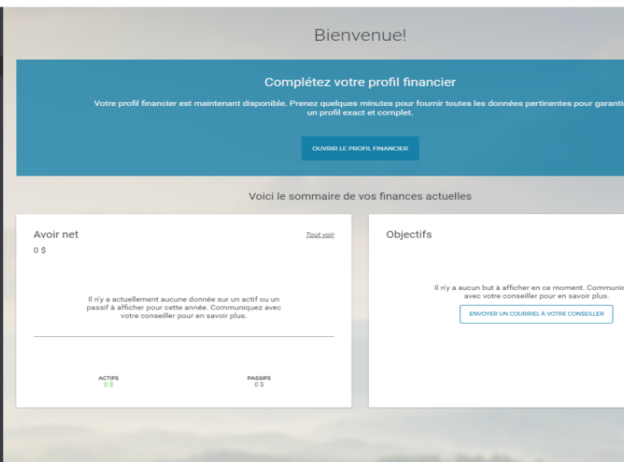 Bienvenue!
Complétez votre profil financier
Votre profil financier est maintenant disponible. Prenez quelques minutes pour fournir toutes les données pertinentes pour garanti
un profil exact et complet.
OUVRIR LE PROFIL FINANCIER
Voici le sommaire de vos finances actuelles
Avoir net
Tout voir
0 $
Il n'y a actuellement aucune donnée sur un actif ou un
passif à afficher pour cette année. Communiquez avec
votre conseiller pour en savoir plus.
ACTIFS
0 $
PASSIFS
0 $
Objectifs
Il n'y a aucun but à afficher en ce moment. Communic
avec votre conseiller pour en savoir plus.
ENVOYER UN COURRIEL À VOTRE CONSEILLER